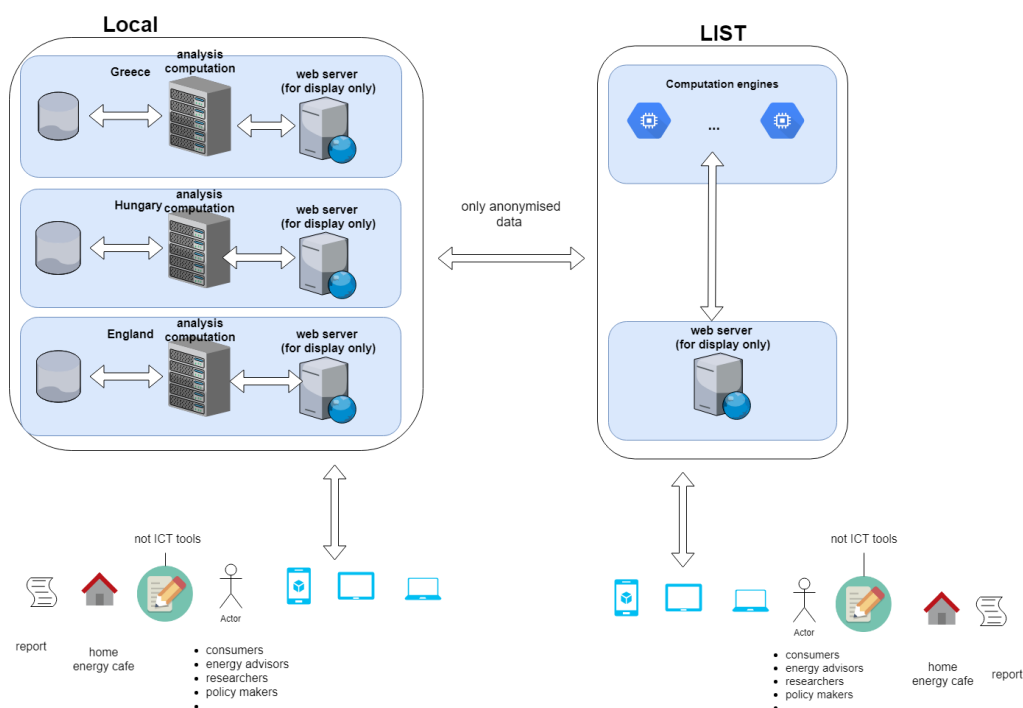 Local
LIST
Greece
analysis
computation
web server
(for display only)
Hungary
analysis
computation
web server
(for display only)
England
analysis
computation
web server
(for display only)
only anonymised
data
Computation engines
...
web server
(for display only)
not ICT tools
Actor
report
home
energy cafe
• consumers
• energy advisors
• researchers
• policy makers
•
not ICT tools
Actor
• consumers
• energy advisors
• researchers
• policy makers
home
energy cafe
report